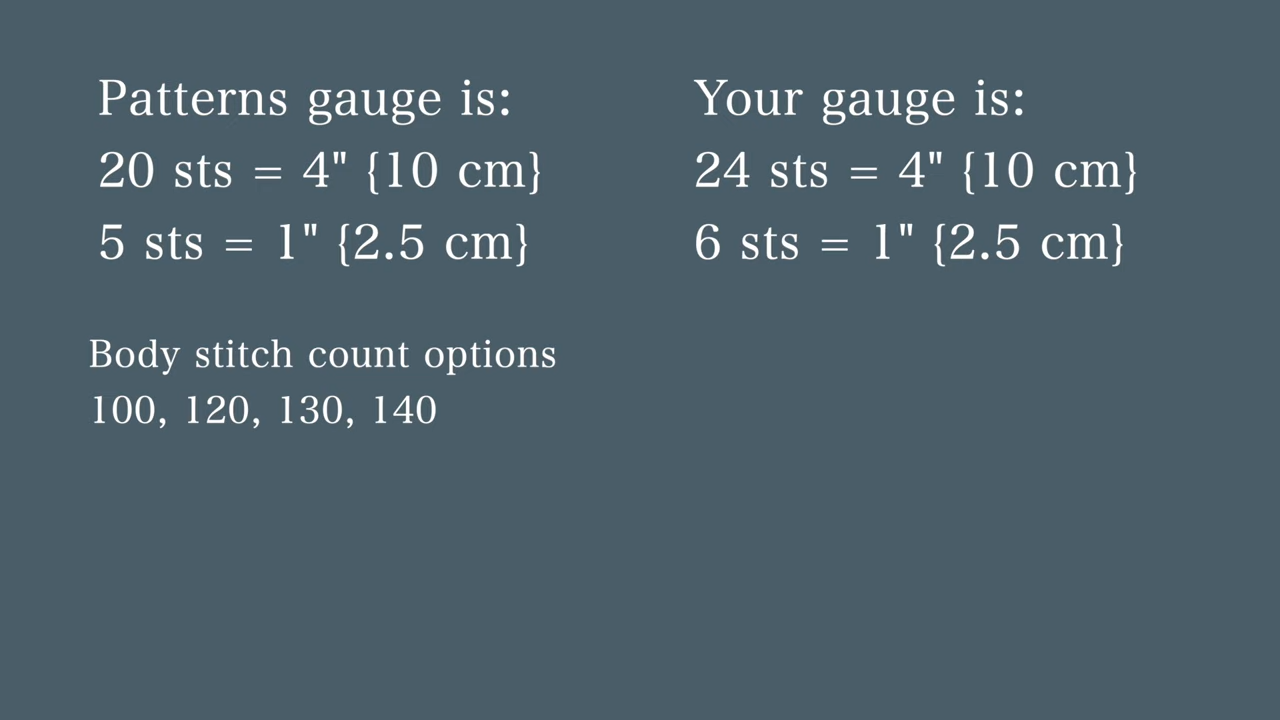 Patterns gauge is:
20 sts = 4" {10 cm}
5 sts = 1" {2.5 cm}
Your gauge is:
24 sts = 4" {10 cm}
6 sts = 1" {2.5 cm}
Body stitch count options
100, 120, 130, 140